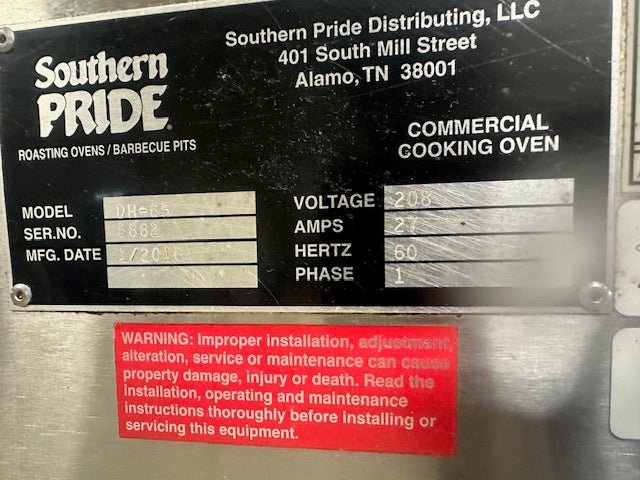 Southern
PRIDE®
ROASTING OVENS / BARBECUE PITS
Southern Pride Distributing, LLC
401 South Mill Street
Alamo, TN 38001
COMMERCIAL
COOKING OVEN
MODEL DH-65
SER.NO. 5882
MFG. DATE 1/2016
VOLTAGE 208
AMPS 27
HERTZ 60
PHASE 1
WARNING: Improper installation, adjustment,
alteration, service or maintenance can cause
property damage, injury or death. Read the
installation, operating and maintenance
instructions thoroughly before installing or
servicing this equipment.